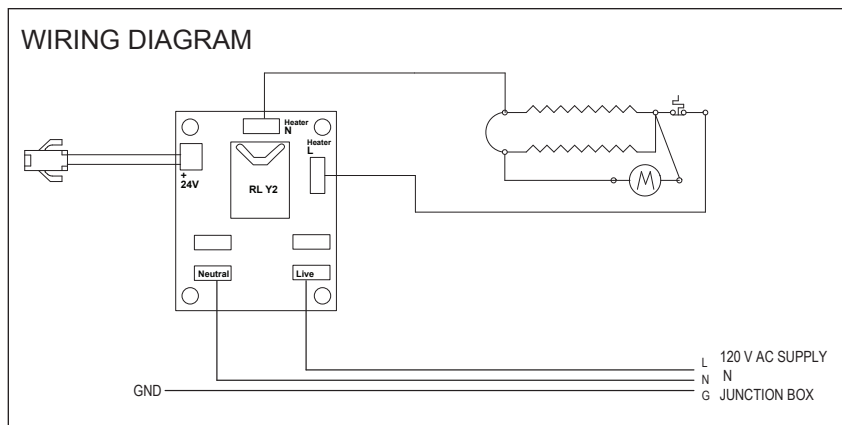 WIRING DIAGRAM
Heater
N
Heater
L
+
24V
RL Y2
M
Neutral
Live
L 120 V AC SUPPLY
N N
GND G JUNCTION BOX